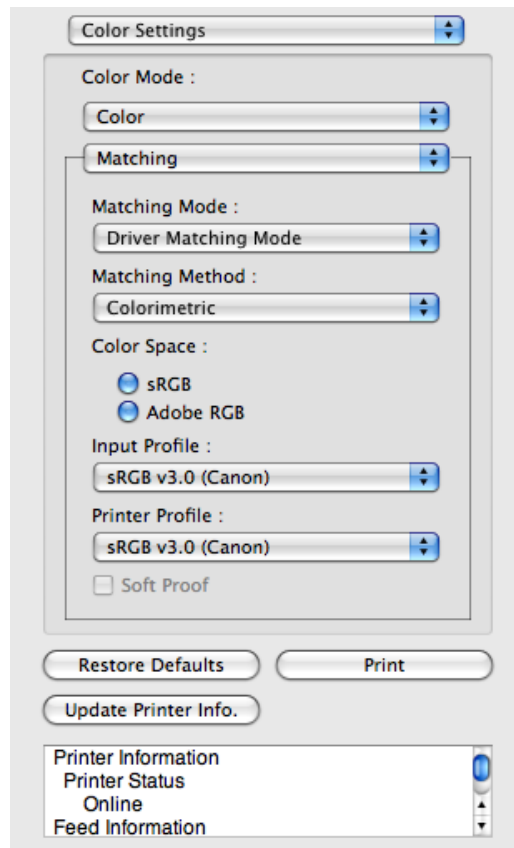 Color Settings
Color Mode :
Color
Matching
Matching Mode :
Driver Matching Mode
Matching Method :
Colorimetric
Color Space :
sRGB
Adobe RGB
Input Profile :
sRGB v3.0 (Canon)
Printer Profile :
sRGB v3.0 (Canon)
Soft Proof
Restore Defaults Print
Update Printer Info.
Printer Information
Printer Status
Online
Feed Information